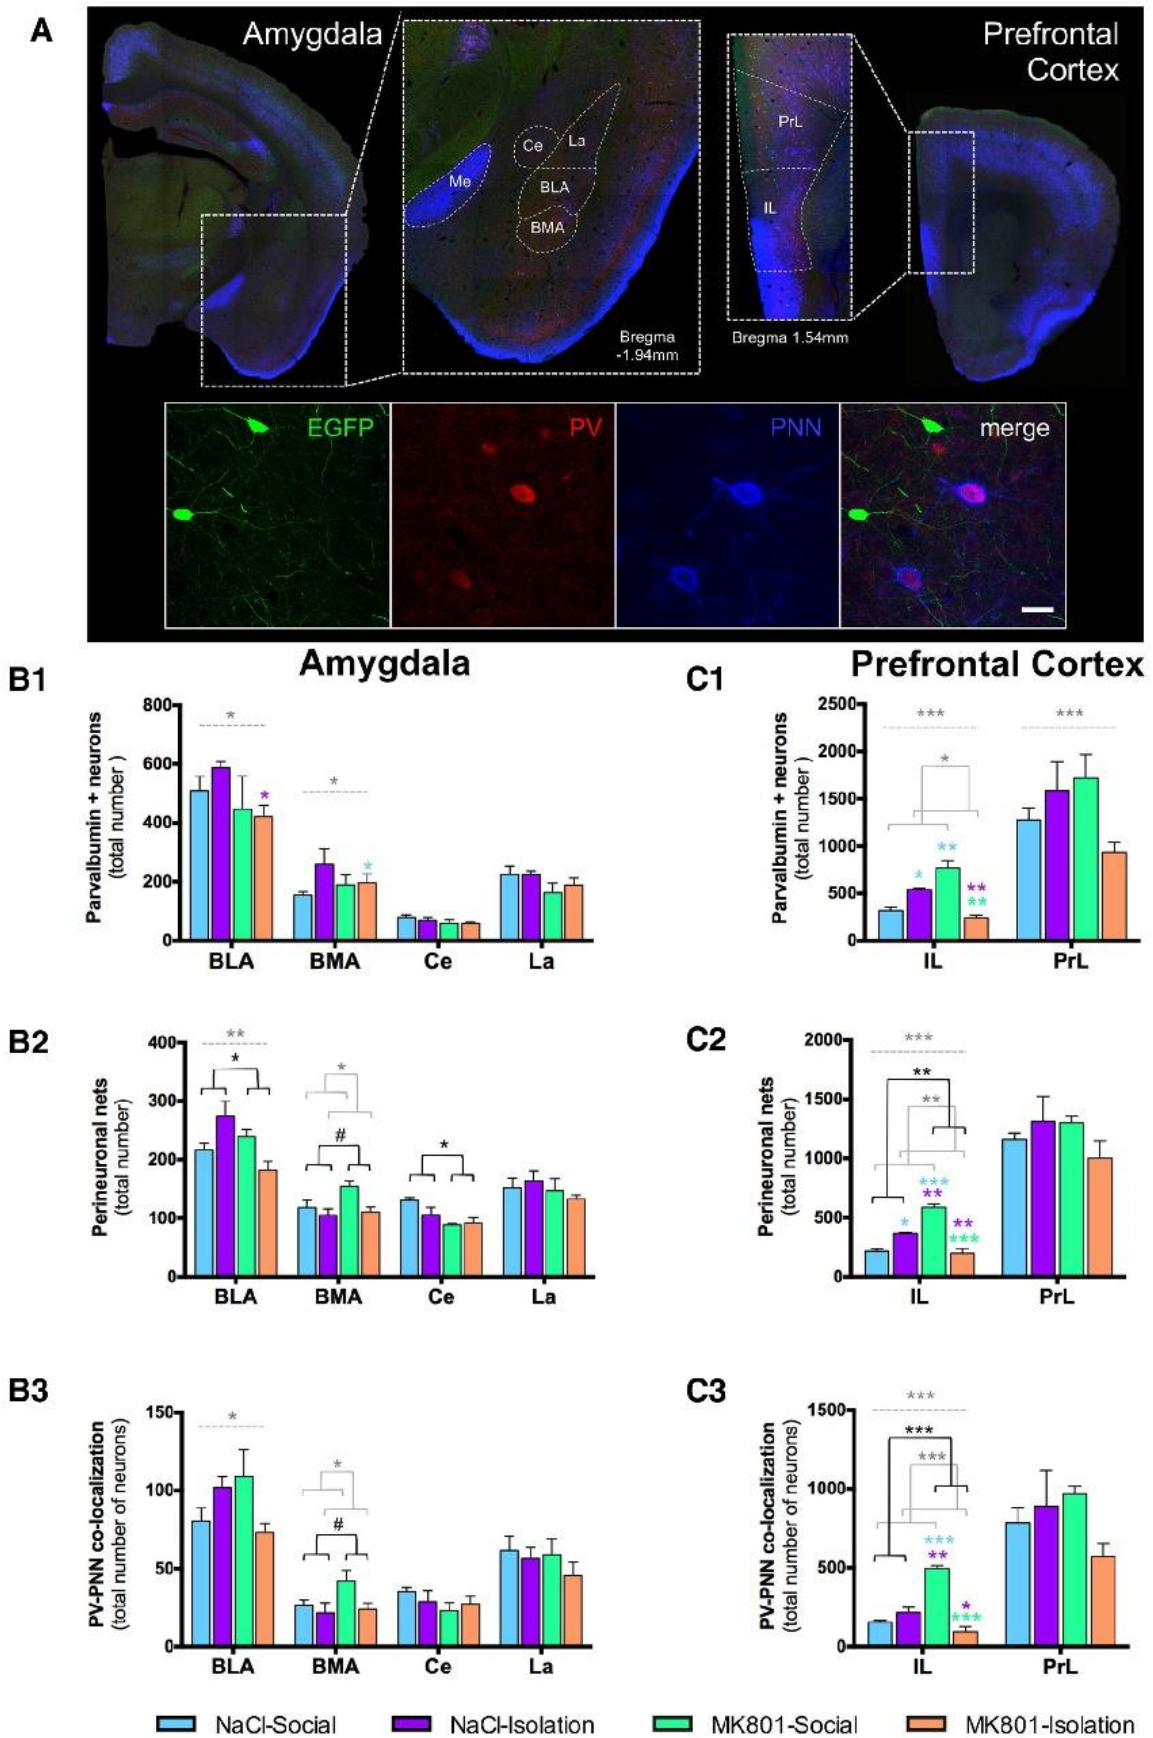 A
Amygdala
Prefrontal
Cortex
Ce
La
Me
BLA
BMA
PrL
IL
Bregma
-1.94mm
Bregma 1.54mm
EGFP
PV
PNN
merge
Amygdala
Prefrontal Cortex
B1
Parvalbumin + neurons
(total number )
800
600
400
200
0
*
*
*
*
BLA
BMA
Ce
La
C1
Parvalbumin + neurons
(total number )
2500
2000
1500
1000
500
0
***
***
*
**
*
**
**
IL
PrL
B2
Perineuronal nets
(total number)
400
300
200
100
0
**
*
*
#
*
BLA
BMA
Ce
La
C2
Perineuronal nets
(total number)
2000
1500
1000
500
0
***
**
**
***
**
*
**
***
IL
PrL
B3
PV-PNN co-localization
(total number of neurons)
150
100
50
0
*
*
#
BLA
BMA
Ce
La
C3
PV-PNN co-localization
(total number of neurons)
1500
1000
500
0
***
***
***
***
**
*
***
IL
PrL
NaCl-Social
NaCl-Isolation
MK801-Social
MK801-Isolation